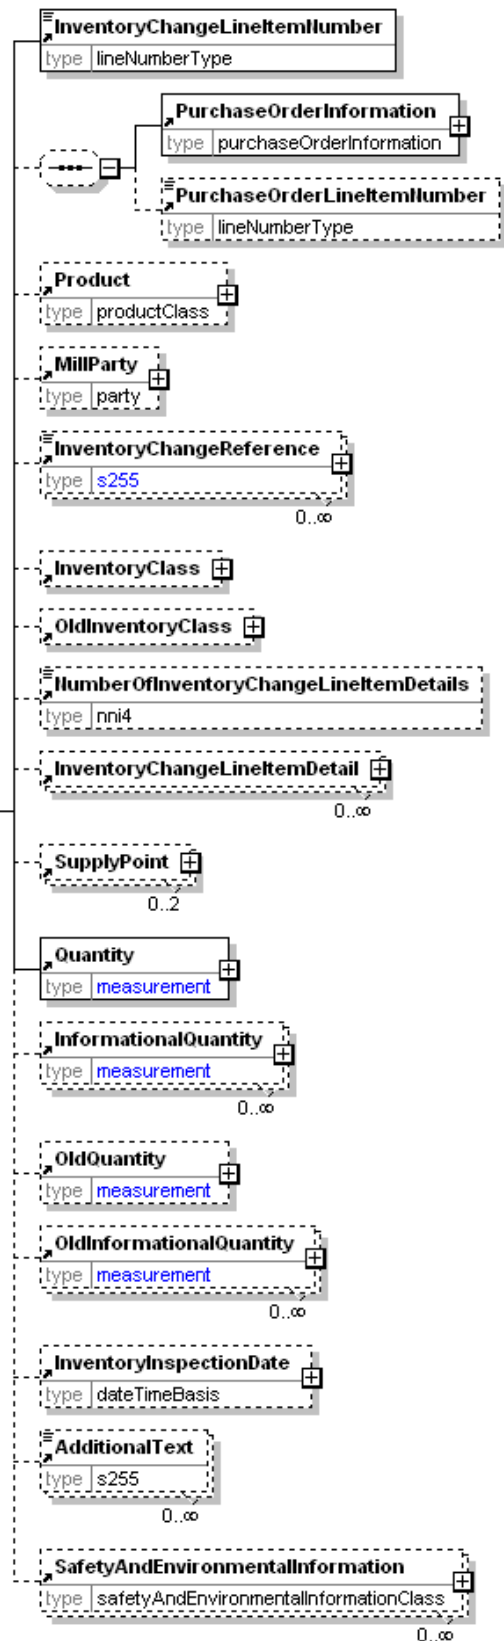 InventoryChangeLineItemNumber
type lineNumberType
PurchaseOrderInformation
type purchaseOrderInformation
PurchaseOrderLineItemNumber
type lineNumberType
Product
type productClass
MillParty
type party
InventoryChangeReference
type s255
0..∞
InventoryClass
OldInventoryClass
NumberOfInventoryChangeLineItemDetails
type nni4
InventoryChangeLineItemDetail
0..∞
SupplyPoint
0..2
Quantity
type measurement
InformationalQuantity
type measurement
0..∞
OldQuantity
type measurement
OldInformationalQuantity
type measurement
0..∞
InventoryInspectionDate
type dateTimeBasis
AdditionalText
type s255
0..∞
SafetyAndEnvironmentalInformation
type safetyAndEnvironmentalInformationClass
0..∞